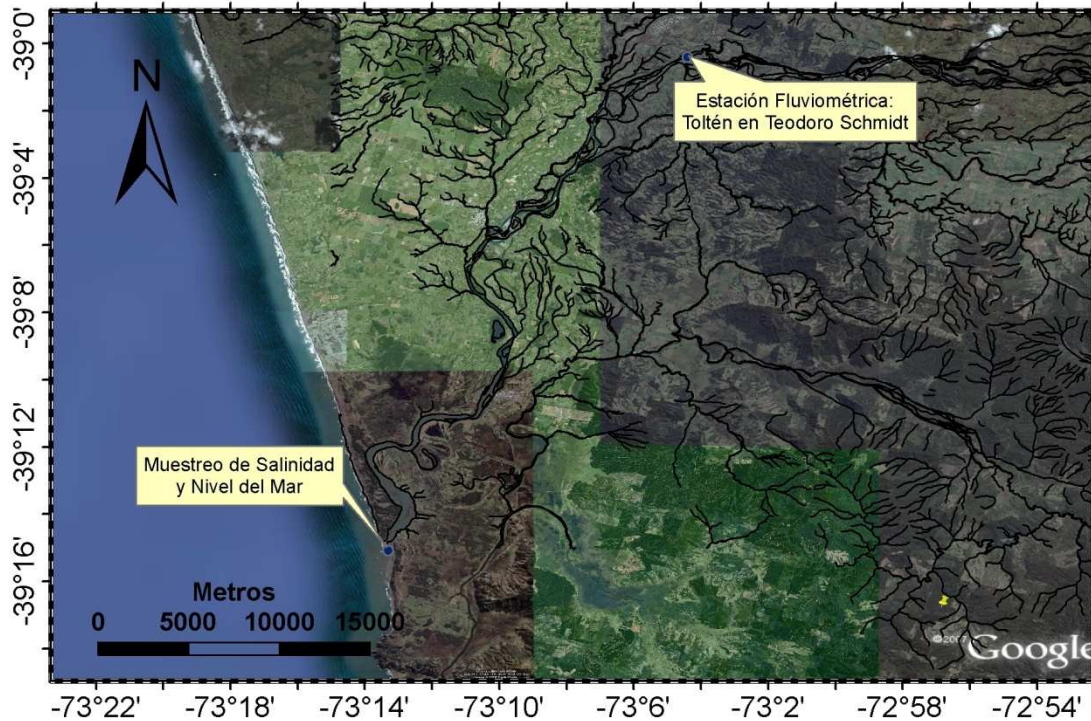 -39°0'
-39°4'
-39°8'
-39°12'
-39°16'
N
Estación Fluviométrica:
Toltén en Teodoro Schmidt
Muestreo de Salinidad
y Nivel del Mar
Metros
0 5000 10000 15000
©2007 Google
-73°22' -73°18' -73°14' -73°10' -73°6' -73°2' -72°58' -72°54'